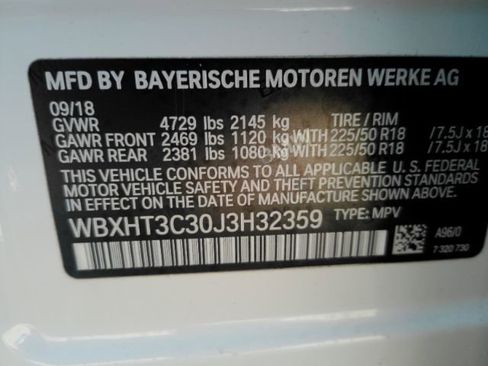 MFD BY BAYERISCHE MOTOREN WERKE AG
09/18
GVWR 4729 lbs 2145 kg TIRE / RIM
GAWR FRONT 2469 lbs 1120 kg WITH 225/50 R18 /7.5J x 18
GAWR REAR 2381 lbs 1080 kg WITH 225/50 R18 /7.5J x 18
THIS VEHICLE CONFORMS TO ALL APPLICABLE U. S. FEDERAL
MOTOR VEHICLE SAFETY AND THEFT PREVENTION STANDARDS
IN EFFECT ON THE DATE OF MANUFACTURE SHOWN ABOVE.
WBXHT3C30J3H32359 TYPE: MPV
A96/0
7 320 730